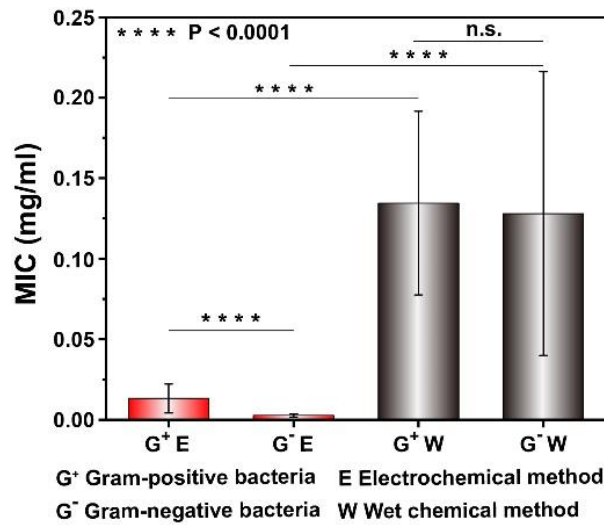 0.25
**** P < 0.0001
n.s.
****
0.20
****
0.15
MIC (mg/ml)
0.10
0.05
****
0.00
G⁺ E G⁻ E G⁺ W G⁻ W
G⁺ Gram-positive bacteria E Electrochemical method
G⁻ Gram-negative bacteria W Wet chemical method